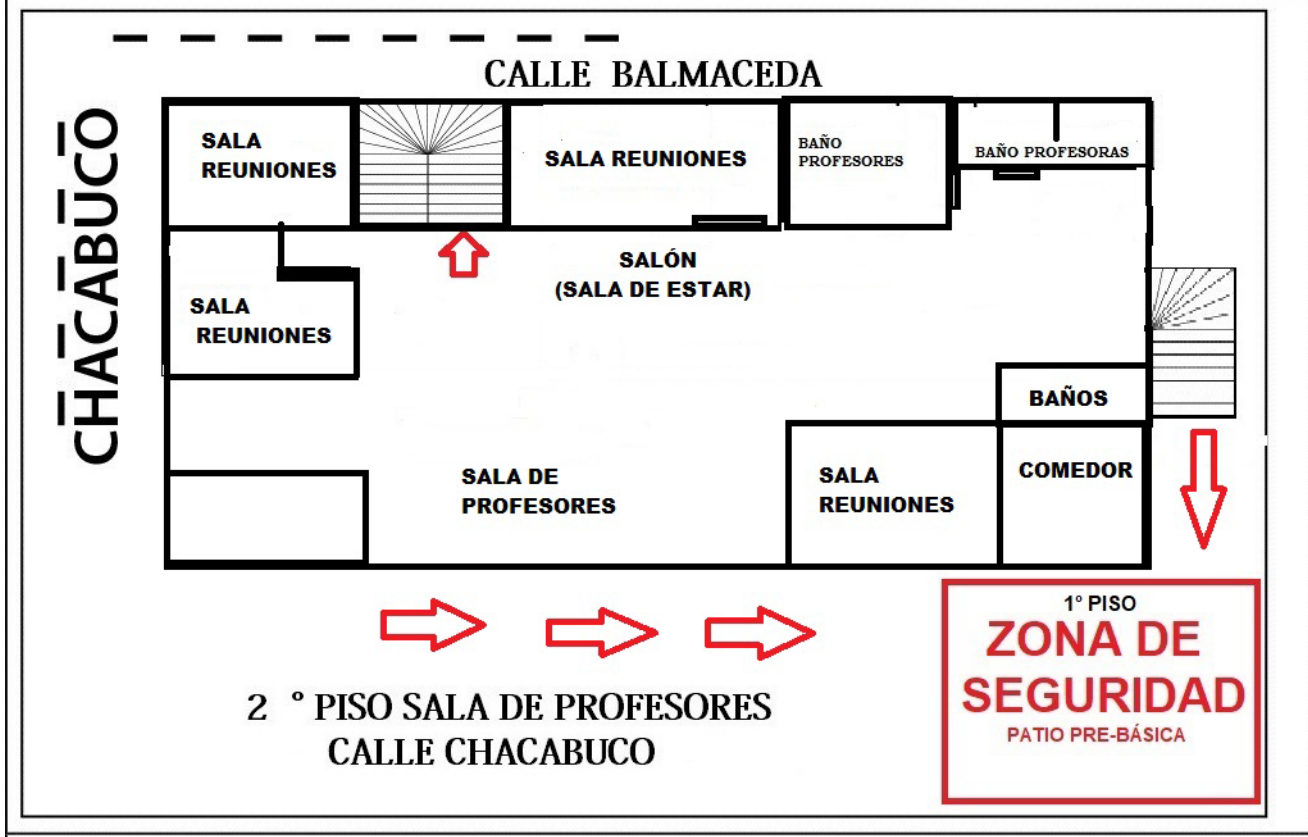 CALLE BALMACEDA
CHACABUCO
SALA
REUNIONES
SALA REUNIONES
BAÑO
PROFESORES
BAÑO PROFESORAS
SALÓN
(SALA DE ESTAR)
SALA
REUNIONES
BAÑOS
SALA DE
PROFESORES
SALA
REUNIONES
COMEDOR
1° PISO
ZONA DE
SEGURIDAD
PATIO PRE-BÁSICA
2 ° PISO SALA DE PROFESORES
CALLE CHACABUCO